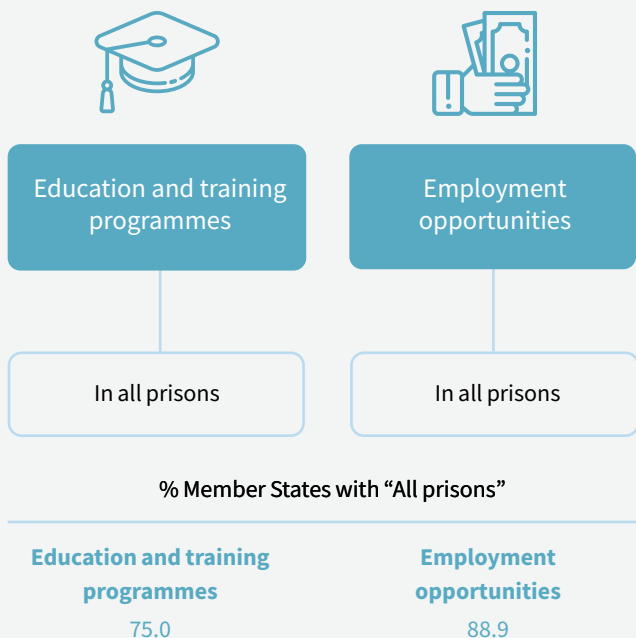 Education and training
programmes
Employment
opportunities
In all prisons
In all prisons
% Member States with “All prisons”
Education and training
programmes
Employment
opportunities
75.0
88.9